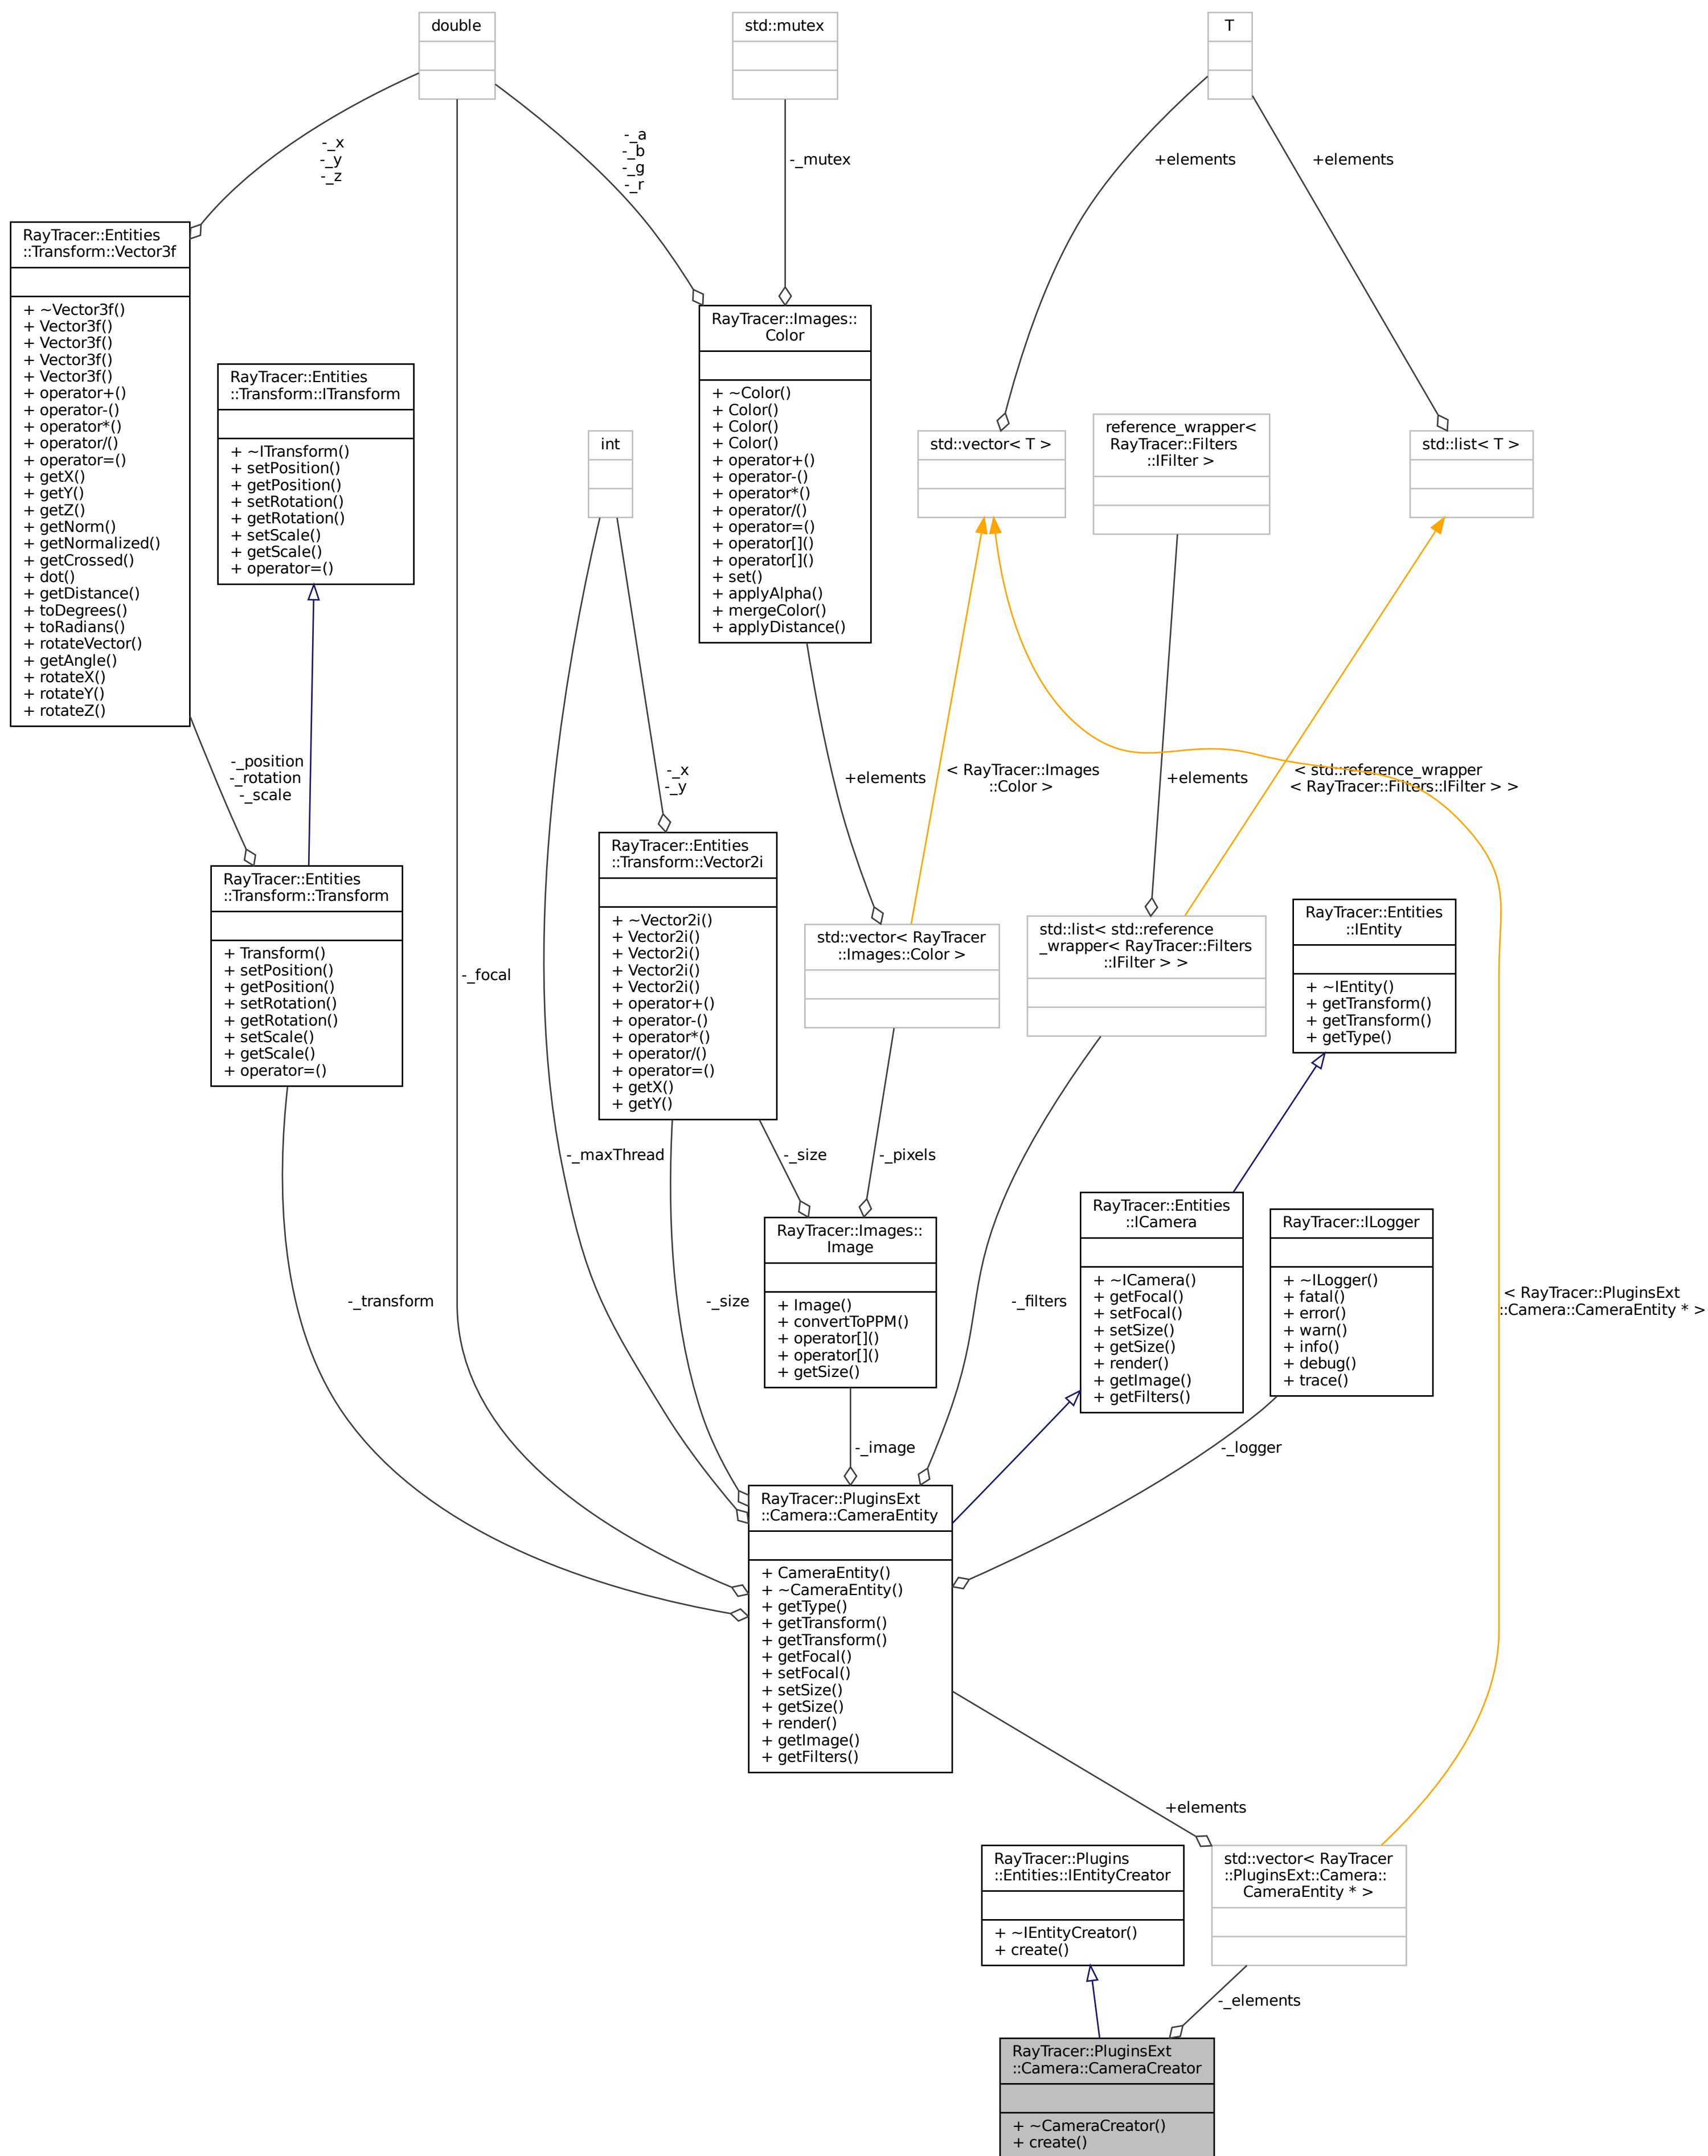 double
std::mutex
T
-_x
-_y
-_z
-_a
-_b
-_g
-_r
-_mutex
+elements
+elements
RayTracer::Entities
::Transform::Vector3f
+ ~Vector3f()
+ Vector3f()
+ Vector3f()
+ Vector3f()
+ Vector3f()
+ operator+()
+ operator-()
+ operator*()
+ operator/()
+ operator=()
+ getX()
+ getY()
+ getZ()
+ getNorm()
+ getNormalized()
+ getCrossed()
+ dot()
+ getDistance()
+ toDegrees()
+ toRadians()
+ rotateVector()
+ getAngle()
+ rotateX()
+ rotateY()
+ rotateZ()
RayTracer::Entities
::Transform::ITransform
+ ~ITransform()
+ setPosition()
+ getPosition()
+ setRotation()
+ getRotation()
+ setScale()
+ getScale()
+ operator=()
int
RayTracer::Images::
Color
+ ~Color()
+ Color()
+ Color()
+ Color()
+ operator+()
+ operator-()
+ operator*()
+ operator/()
+ operator=()
+ operator[]()
+ operator[]()
+ set()
+ applyAlpha()
+ mergeColor()
+ applyDistance()
std::vector< T >
reference_wrapper<
RayTracer::Filters
::IFilter >
std::list< T >
-_position
-_rotation
-_scale
-_x
-_y
+elements
< RayTracer::Images
::Color >
+elements
< std::reference_wrapper
< RayTracer::Filters::IFilter > >
RayTracer::Entities
::Transform::Transform
+ Transform()
+ setPosition()
+ getPosition()
+ setRotation()
+ getRotation()
+ setScale()
+ getScale()
+ operator=()
-_focal
RayTracer::Entities
::Transform::Vector2i
+ ~Vector2i()
+ Vector2i()
+ Vector2i()
+ Vector2i()
+ Vector2i()
+ operator+()
+ operator-()
+ operator*()
+ operator/()
+ operator=()
+ getX()
+ getY()
std::vector< RayTracer
::Images::Color >
std::list< std::reference
_wrapper< RayTracer::Filters
::IFilter > >
RayTracer::Entities
::IEntity
+ ~IEntity()
+ getTransform()
+ getTransform()
+ getType()
-_maxThread
-_size
-_pixels
RayTracer::Images::
Image
+ Image()
+ convertToPPM()
+ operator[]()
+ operator[]()
+ getSize()
RayTracer::Entities
::ICamera
+ ~ICamera()
+ getFocal()
+ setFocal()
+ setSize()
+ getSize()
+ render()
+ getImage()
+ getFilters()
RayTracer::ILogger
+ ~ILogger()
+ fatal()
+ error()
+ warn()
+ info()
+ debug()
+ trace()
-_transform
-_size
-_filters
< RayTracer::PluginsExt
::Camera::CameraEntity * >
-_image
-_logger
RayTracer::PluginsExt
::Camera::CameraEntity
+ CameraEntity()
+ ~CameraEntity()
+ getType()
+ getTransform()
+ getTransform()
+ getFocal()
+ setFocal()
+ setSize()
+ getSize()
+ render()
+ getImage()
+ getFilters()
+elements
RayTracer::Plugins
::Entities::IEntityCreator
+ ~IEntityCreator()
+ create()
std::vector< RayTracer
::PluginsExt::Camera::
CameraEntity * >
-_elements
RayTracer::PluginsExt
::Camera::CameraCreator
+ ~CameraCreator()
+ create()